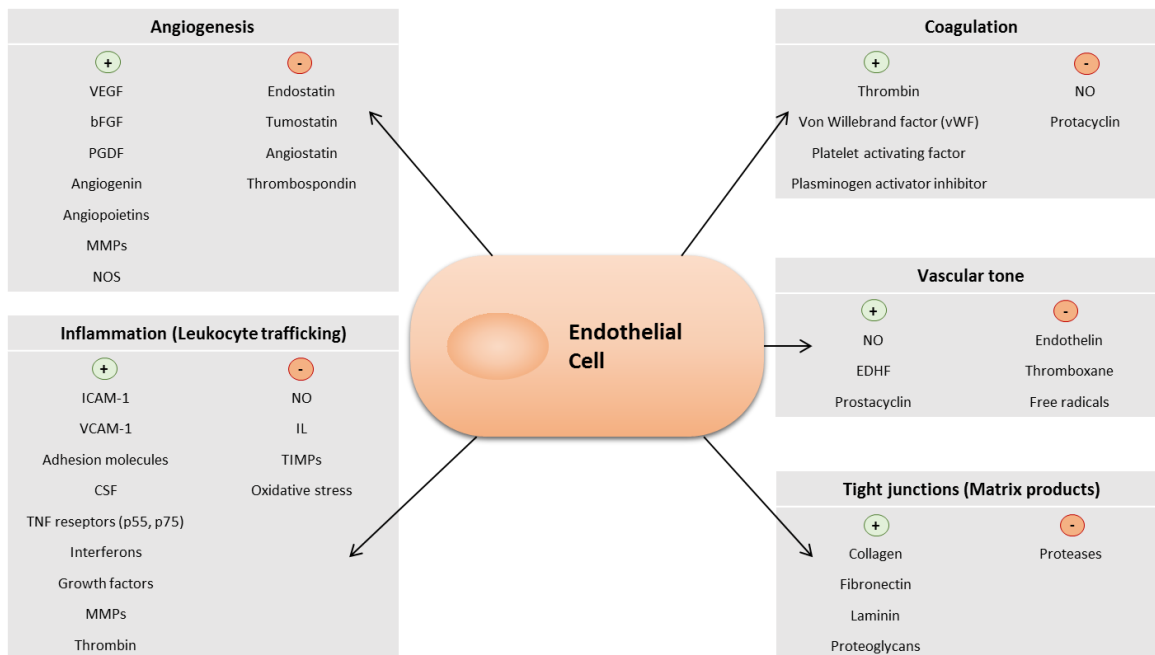 Angiogenesis
+
-
VEGF
Endostatin
bFGF
Tumostatin
PGDF
Angiostatin
Angiogenin
Thrombospondin
Angiopoietins
MMPs
NOS
Inflammation (Leukocyte trafficking)
+
-
ICAM-1
NO
VCAM-1
IL
Adhesion molecules
TIMPs
CSF
Oxidative stress
TNF reseptors (p55, p75)
Interferons
Growth factors
MMPs
Thrombin
Endothelial
Cell
Coagulation
+
-
Thrombin
NO
Von Willebrand factor (vWF)
Protacyclin
Platelet activating factor
Plasminogen activator inhibitor
Vascular tone
+
-
NO
Endothelin
EDHF
Thromboxane
Prostacyclin
Free radicals
Tight junctions (Matrix products)
+
-
Collagen
Proteases
Fibronectin
Laminin
Proteoglycans